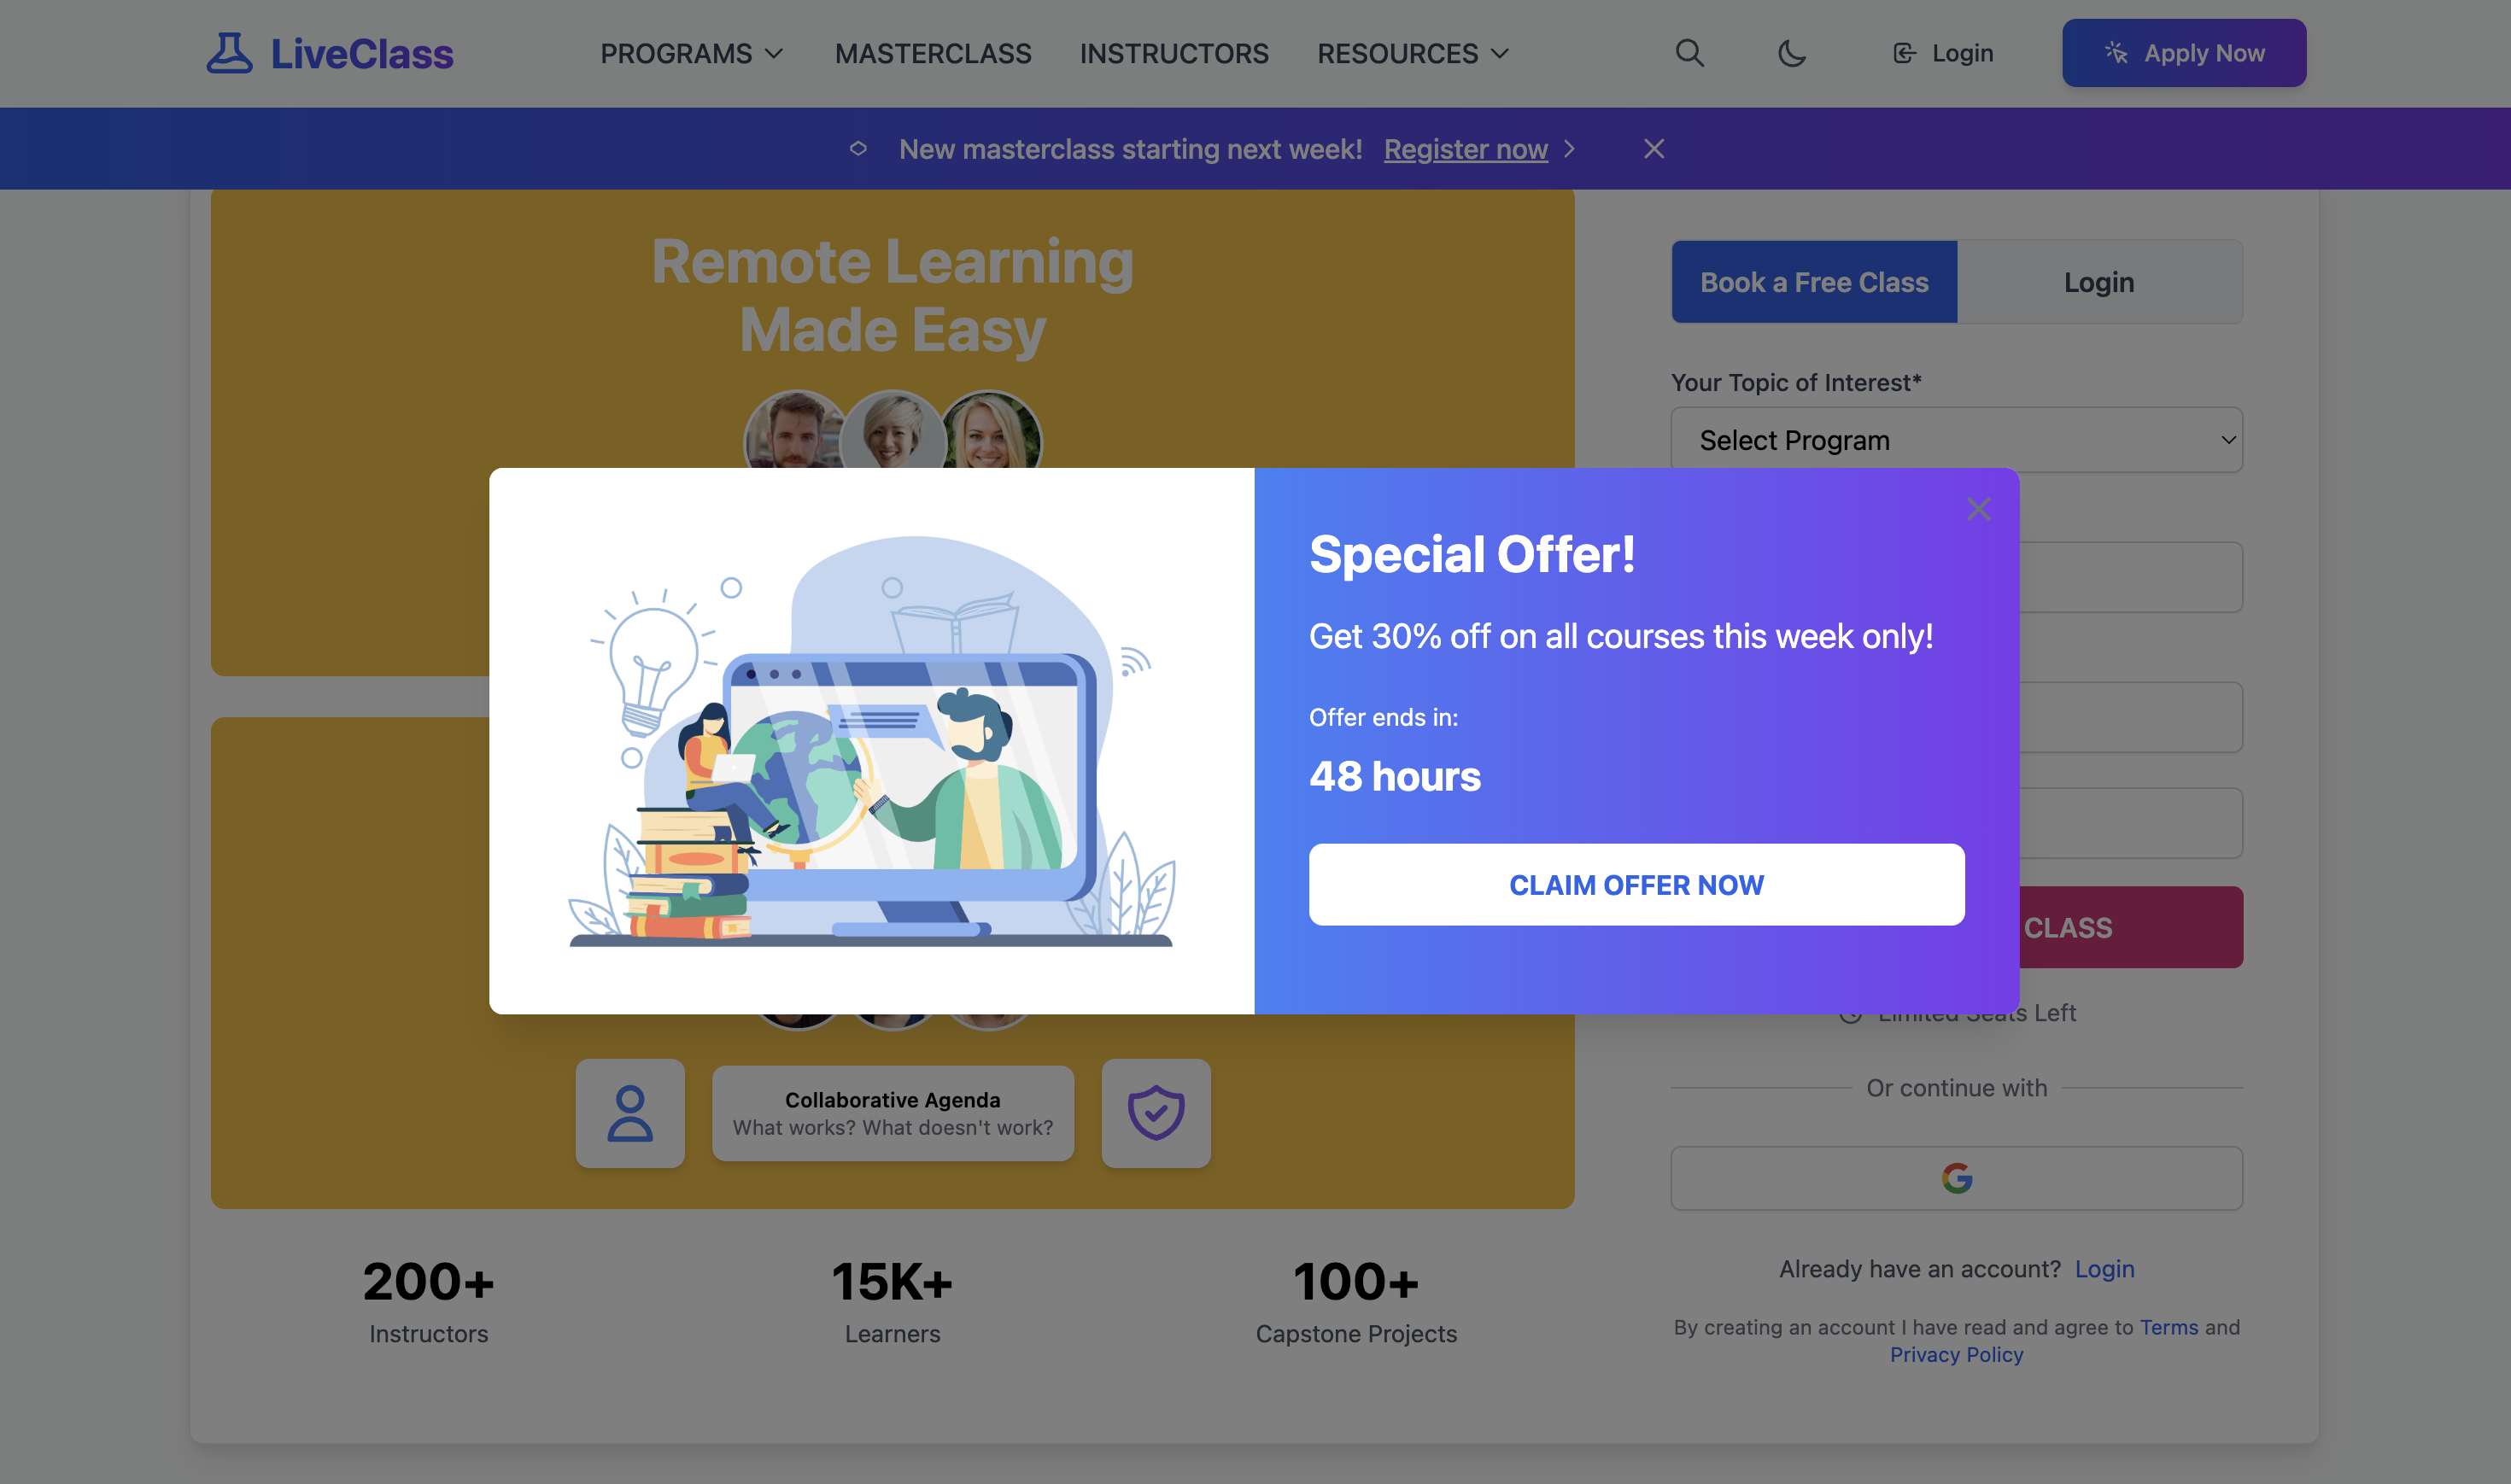 LiveClass
PROGRAMS
MASTERCLASS
INSTRUCTORS
RESOURCES
Login
Apply Now
New masterclass starting next week! Register now
Remote Learning
Made Easy
Book a Free Class
Login
Your Topic of Interest*
Select Program
Special Offer!
Get 30% off on all courses this week only!
Offer ends in:
48 hours
CLAIM OFFER NOW
CLASS
Limited Seats Left
Collaborative Agenda
What works? What doesn't work?
Or continue with
200+
Instructors
15K+
Learners
100+
Capstone Projects
Already have an account? Login
By creating an account I have read and agree to Terms and
Privacy Policy